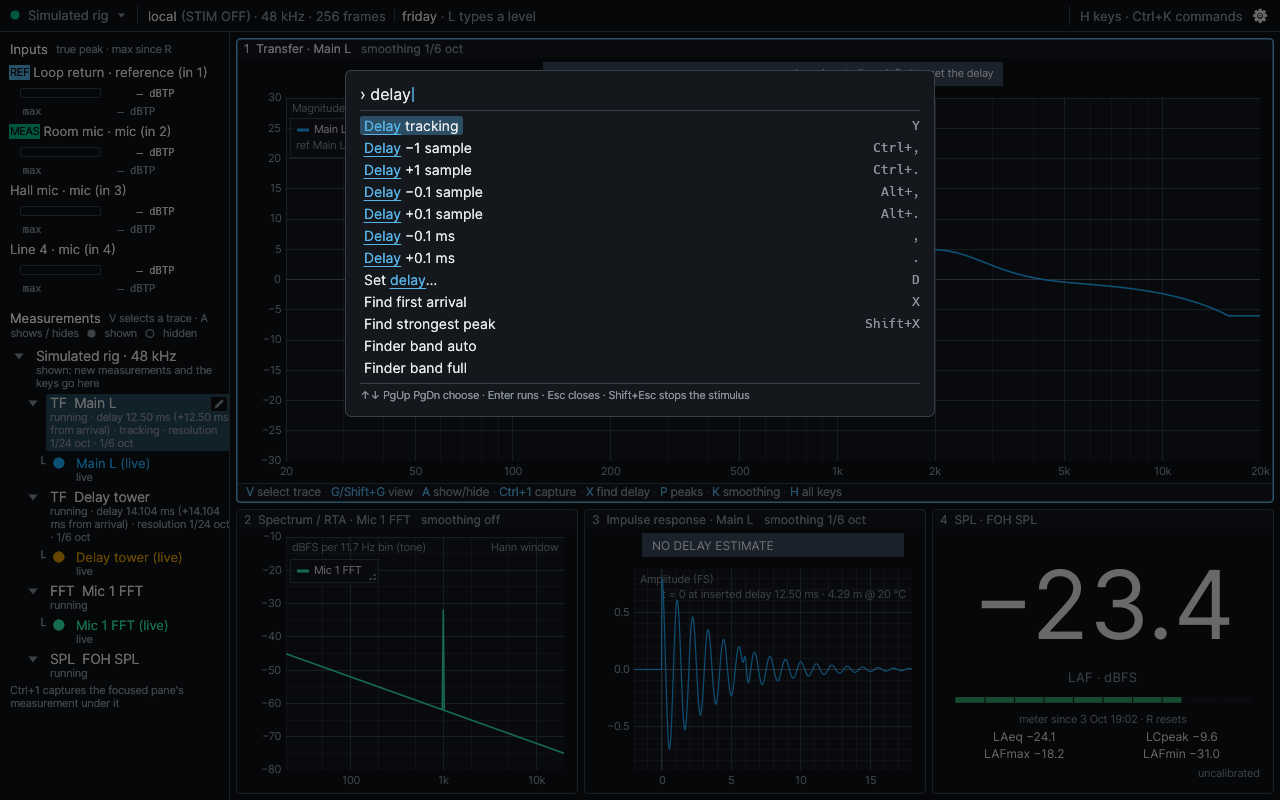 Simulated rig
local (STIM OFF) · 48 kHz · 256 frames
friday · L types a level
H keys · Ctrl+K commands
Inputs true peak · max since R
REF Loop return · reference (in 1)
– dBTP
max – dBTP
MEAS Room mic · mic (in 2)
– dBTP
max – dBTP
Hall mic · mic (in 3)
– dBTP
max – dBTP
Line 4 · mic (in 4)
– dBTP
max – dBTP
Measurements V selects a trace · A
shows / hides shown hidden
Simulated rig · 48 kHz
shown: new measurements and the
keys go here
TF Main L
running · delay 12.50 ms (+12.50 ms
from arrival) · tracking · resolution
1/24 oct · 1/6 oct
Main L (live)
live
TF Delay tower
running · delay 14.104 ms (+14.104
ms from arrival) · resolution 1/24 oct
· 1/6 oct
Delay tower (live)
live
FFT Mic 1 FFT
running
Mic 1 FFT (live)
live
SPL FOH SPL
running
Ctrl+1 captures the focused pane's
measurement under it
1 Transfer · Main L smoothing 1/6 oct
set the delay
Magnitude
Main L
ref Main L
30
25
20
15
10
5
0
−5
−10
−15
−20
−25
−30
20 50 100 200 500 1k 2k 5k 10k 20k
V select trace · G/Shift+G view · A show/hide · Ctrl+1 capture · X find delay · P peaks · K smoothing · H all keys
› delay
Delay tracking Y
Delay −1 sample Ctrl+,
Delay +1 sample Ctrl+.
Delay −0.1 sample Alt+,
Delay +0.1 sample Alt+.
Delay −0.1 ms ,
Delay +0.1 ms .
Set delay… D
Find first arrival X
Find strongest peak Shift+X
Finder band auto
Finder band full
↑↓ PgUp PgDn choose · Enter runs · Esc closes · Shift+Esc stops the stimulus
2 Spectrum / RTA · Mic 1 FFT smoothing off
dBFS per 11.7 Hz bin (tone) Hann window
Mic 1 FFT
−10
−20
−30
−40
−50
−60
−70
−80
100 1k 10k
3 Impulse response · Main L smoothing 1/6 oct
NO DELAY ESTIMATE
Amplitude (FS)
t = 0 at inserted delay 12.50 ms · 4.29 m @ 20 °C
0.5
0.0
−0.5
0 5 10 15
4 SPL · FOH SPL
−23.4
LAF · dBFS
meter since 3 Oct 19:02 · R resets
LAeq −24.1 LCpeak −9.6
LAFmax −18.2 LAFmin −31.0
uncalibrated